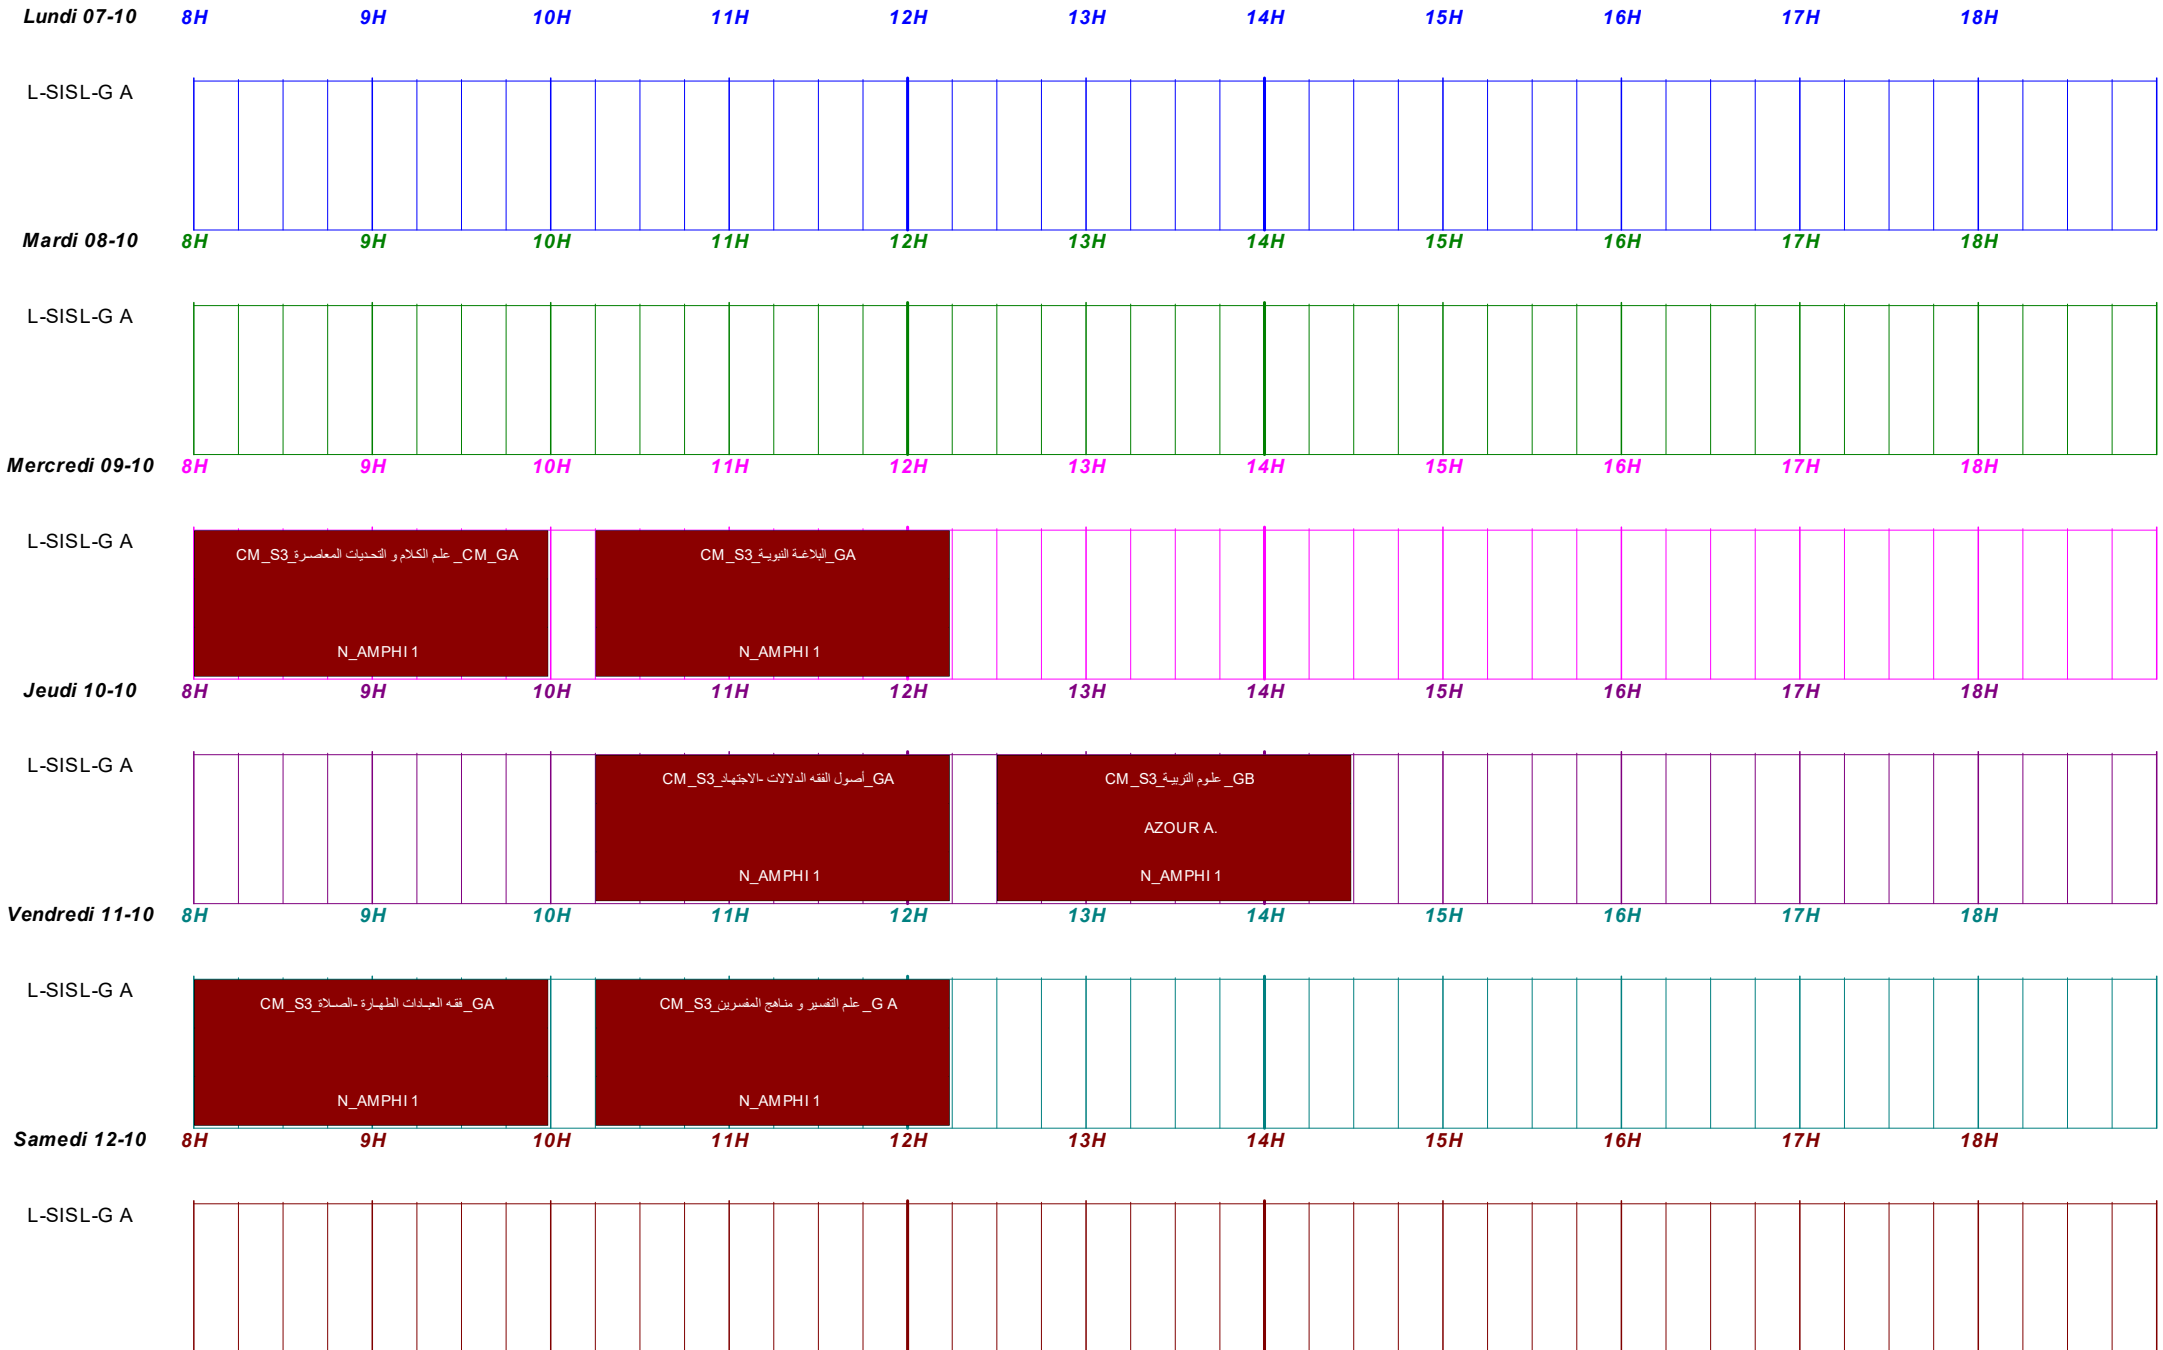 Lundi 07-10 8H 9H 10H 11H 12H 13H 14H 15H 16H 17H 18H
L-SISL-G A
Mardi 08-10 8H 9H 10H 11H 12H 13H 14H 15H 16H 17H 18H
L-SISL-G A
Mercredi 09-10 8H 9H 10H 11H 12H 13H 14H 15H 16H 17H 18H
L-SISL-G A
CM_S3_علم الكلام و التحديات المعاصرة _CM_GA
N_AMPHI 1
CM_S3_البلاغة النبوية_GA
N_AMPHI 1
Jeudi 10-10 8H 9H 10H 11H 12H 13H 14H 15H 16H 17H 18H
L-SISL-G A
CM_S3_أصول الفقه الدلالات -الاجتهاد_GA
N_AMPHI 1
CM_S3_علوم التربية _GB
AZOUR A.
N_AMPHI 1
Vendredi 11-10 8H 9H 10H 11H 12H 13H 14H 15H 16H 17H 18H
L-SISL-G A
CM_S3_فقه العبادات الطهارة -الصلاة_GA
N_AMPHI 1
CM_S3_علم التفسير و مناهج المفسرين _G A
N_AMPHI 1
Samedi 12-10 8H 9H 10H 11H 12H 13H 14H 15H 16H 17H 18H
L-SISL-G A